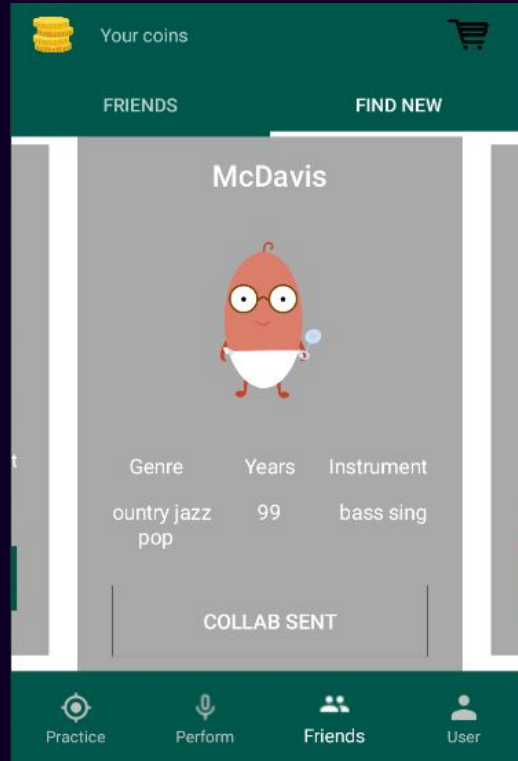 Your coins
FRIENDS FIND NEW
McDavis
t
Genre Years Instrument
ountry jazz 99 bass sing
pop
COLLAB SENT
Practice Perform Friends User